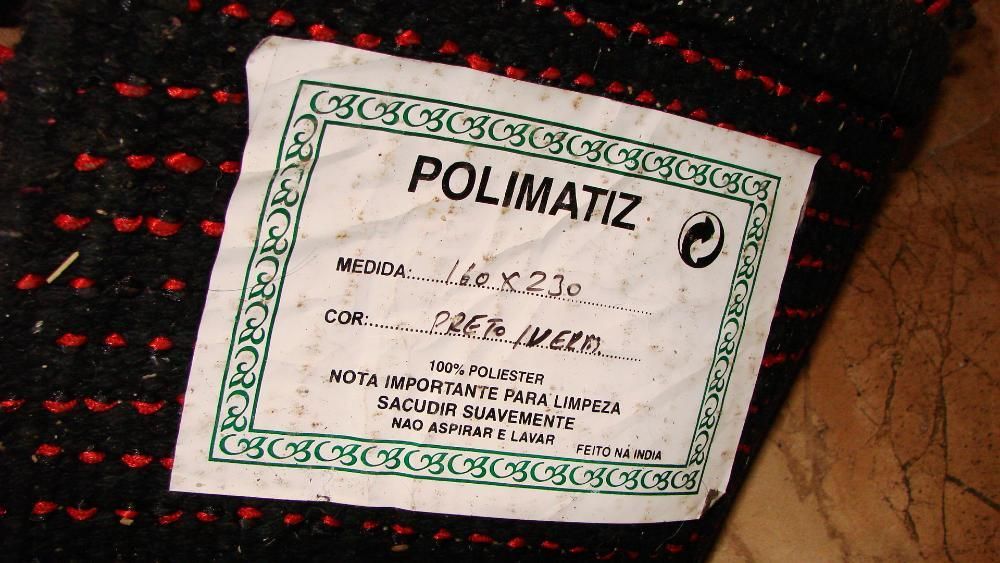 POLIMATIZ
MEDIDA:......160 X 230
COR:......PRETO / VERM.
100% POLIESTER
NOTA IMPORTANTE PARA LIMPEZA
SACUDIR SUAVEMENTE
NAO ASPIRAR E LAVAR
FEITO NA INDIA